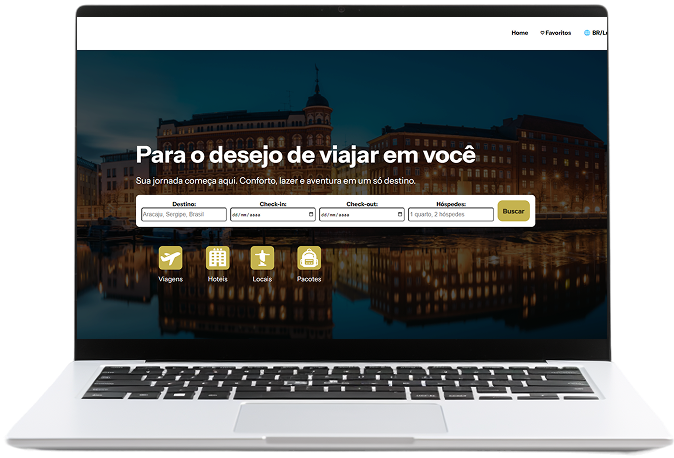 Home ♡Favoritos BR/
Para o desejo de viajar em você
Sua jornada começa aqui. Conforto, lazer e aventura em um só destino.
Destino: Check-in: Check-out: Hóspedes:
Aracaju, Sergipe, Brasil dd/mm/aaaa dd/mm/aaaa 1 quarto, 2 hóspedes Buscar
Viagens Hoteis Locais Pacotes